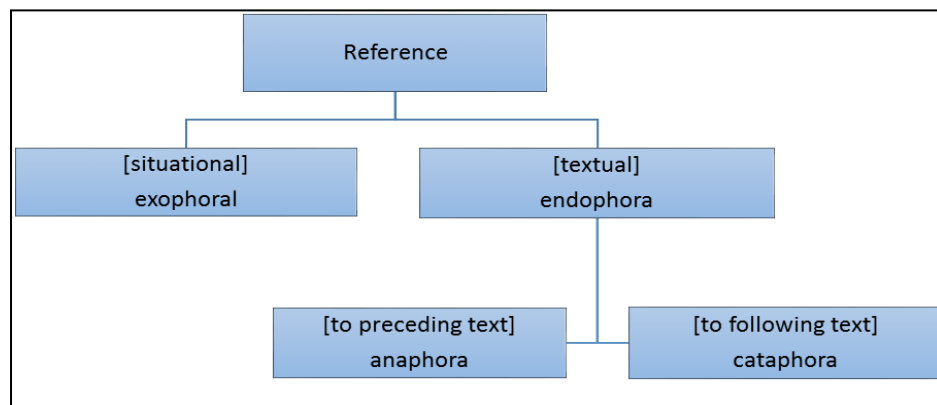 Reference
[situational]
exophoral
[textual]
endophora
[to preceding text]
anaphora
[to following text]
cataphora